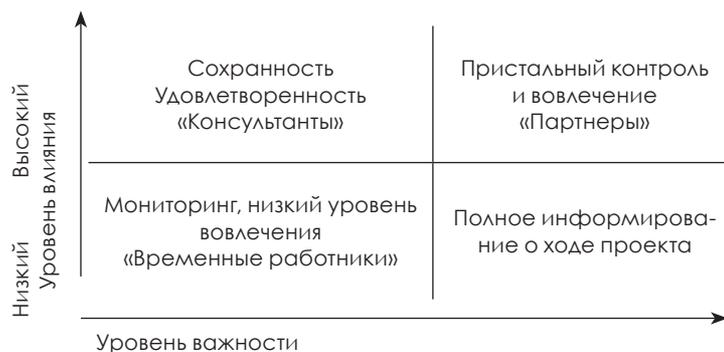 Сохранность
Удовлетворенность
«Консультанты»
Пристальный контроль
и вовлечение
«Партнеры»
Мониторинг, низкий уровень
вовлечения
«Временные работники»
Полное информирова-
ние о ходе проекта
Высокий
Низкий
Уровень влияния
Уровень важности